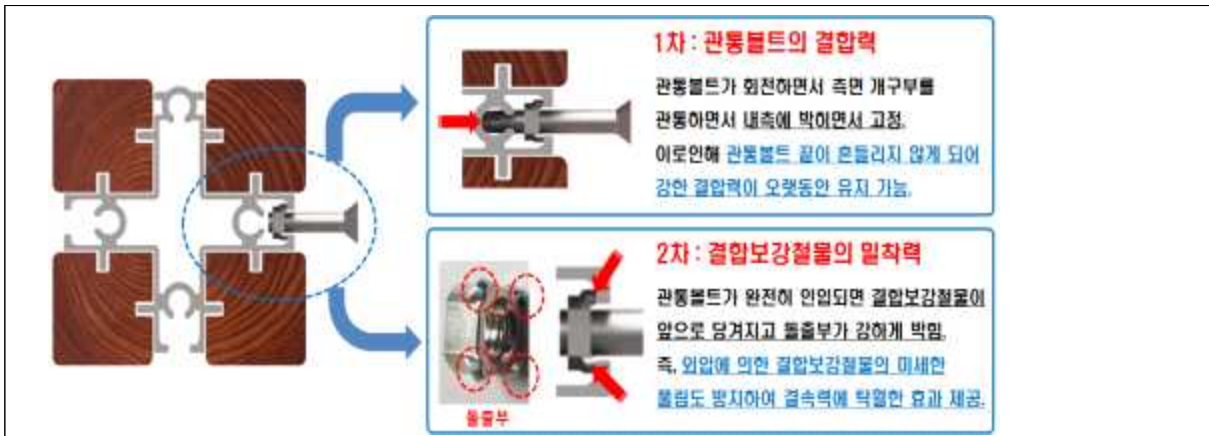 1차 : 관통볼트의 결합력
관통볼트가 회전하면서 측면 개구부를
관통하면서 내측에 박히면서 고정.
이로인해 관통볼트 끝이 흔들리지 않게 되어
강한 결합력이 오랫동안 유지 가능.
2차 : 결합보강철물의 밀착력
관통볼트가 완전히 인입되면 결합보강철물이
앞으로 당겨지고 돌출부가 강하게 박힘.
즉, 외압에 의한 결합보강철물의 미세한
풀림도 방지하여 결속력에 탁월한 효과 제공.
돌출부